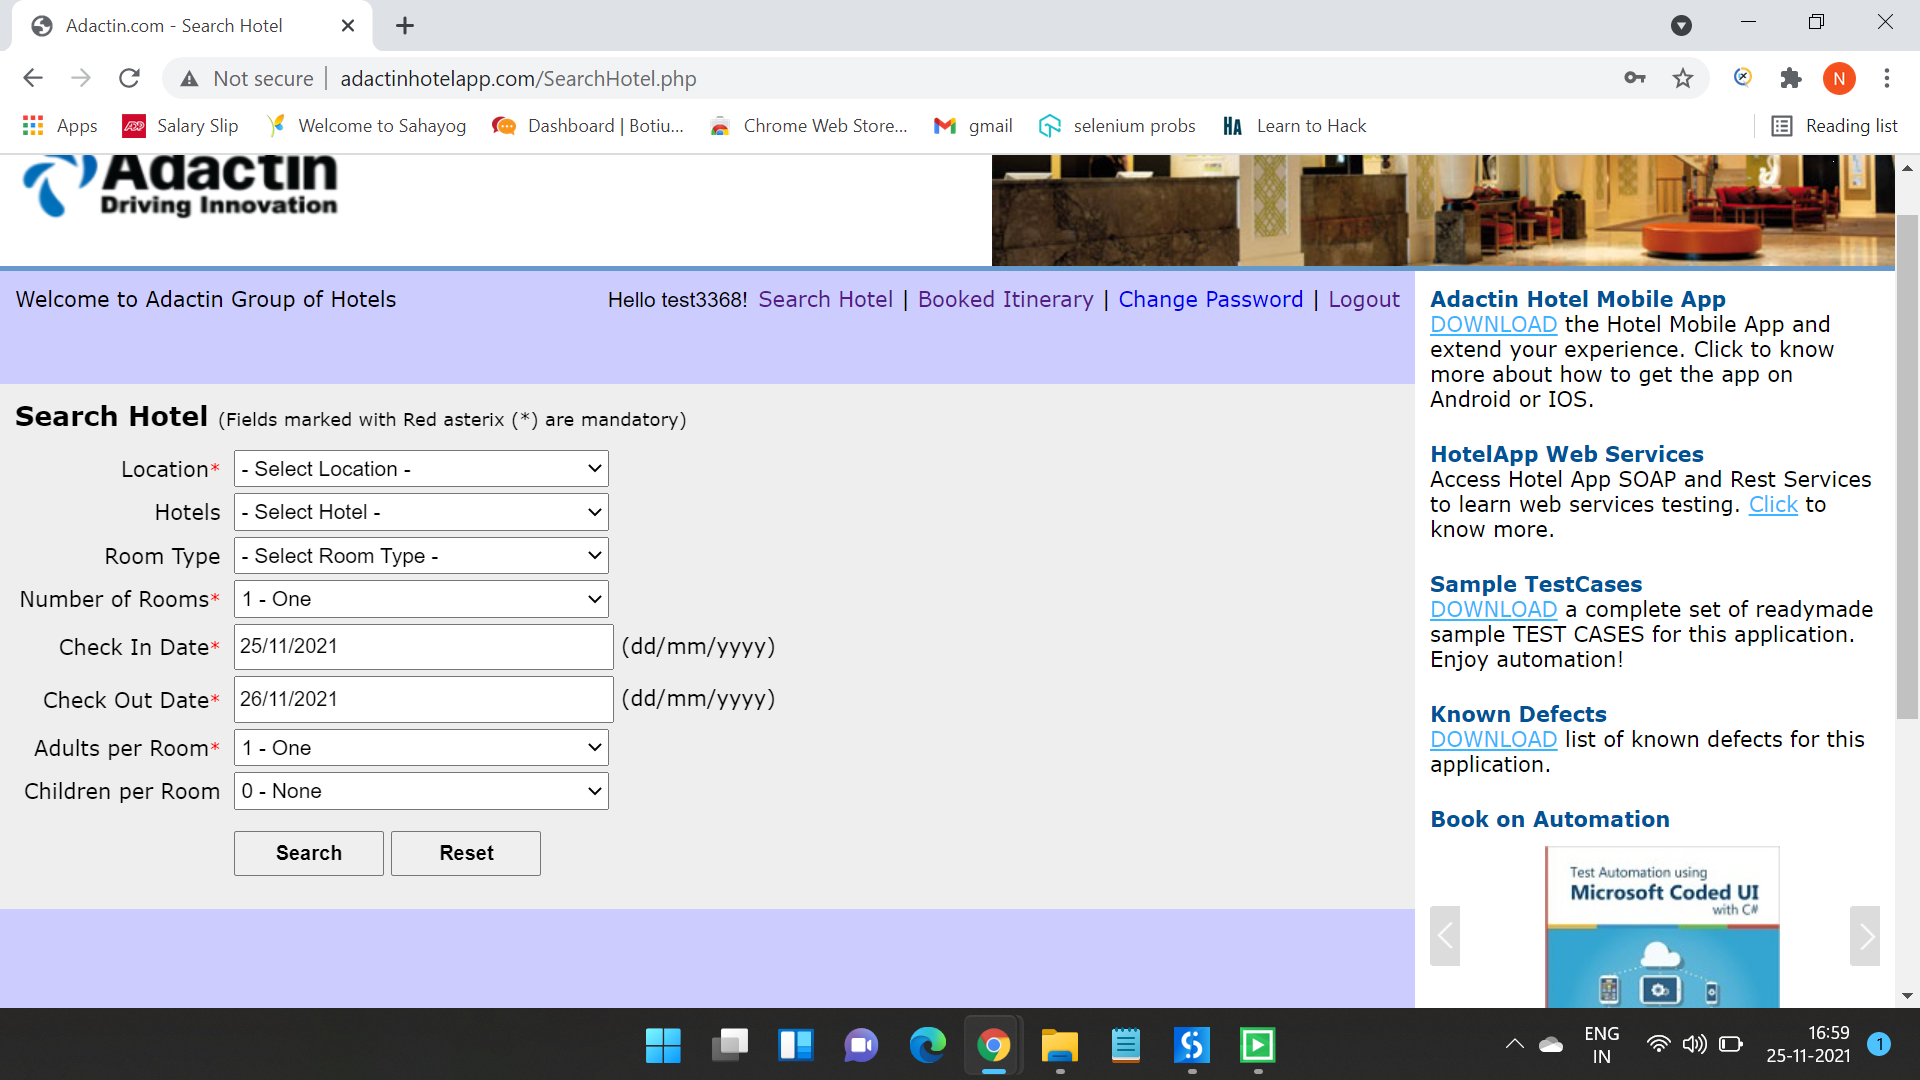 Adactin.com - Search Hotel
Not secure | adactinhotelapp.com/SearchHotel.php
N
Apps
ADP
Salary Slip
Welcome to Sahayog
Dashboard | Botiu...
Chrome Web Store...
gmail
selenium probs
HA
Learn to Hack
Reading list
Adactin
Driving Innovation
Welcome to Adactin Group of Hotels
Hello test3368! Search Hotel | Booked Itinerary | Change Password | Logout
Search Hotel (Fields marked with Red asterix (*) are mandatory)
Location* - Select Location -
Hotels - Select Hotel -
Room Type - Select Room Type -
Number of Rooms* 1 - One
Check In Date* 25/11/2021 (dd/mm/yyyy)
Check Out Date* 26/11/2021 (dd/mm/yyyy)
Adults per Room* 1 - One
Children per Room 0 - None
Search Reset
Adactin Hotel Mobile App
DOWNLOAD the Hotel Mobile App and
extend your experience. Click to know
more about how to get the app on
Android or IOS.
HotelApp Web Services
Access Hotel App SOAP and Rest Services
to learn web services testing. Click to
know more.
Sample TestCases
DOWNLOAD a complete set of readymade
sample TEST CASES for this application.
Enjoy automation!
Known Defects
DOWNLOAD list of known defects for this
application.
Book on Automation
Test Automation using
Microsoft Coded UI
with C#
ENG
IN
16:59
25-11-2021
1